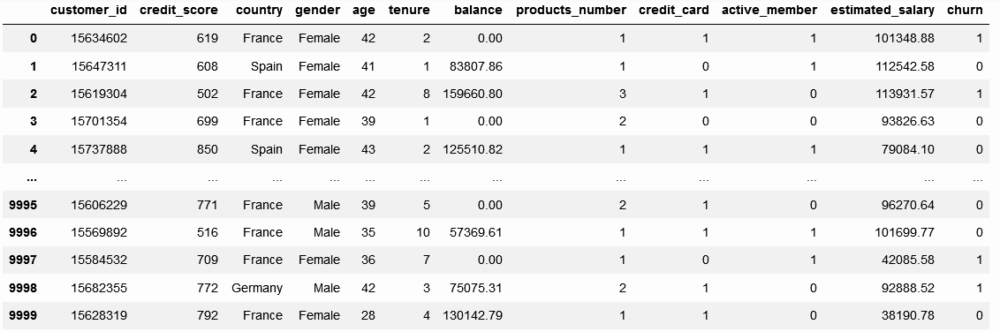 customer_id credit_score country gender age tenure balance products_number credit_card active_member estimated_salary churn
0 15634602 619 France Female 42 2 0.00 1 1 1 101348.88 1
1 15647311 608 Spain Female 41 1 83807.86 1 0 1 112542.58 0
2 15619304 502 France Female 42 8 159660.80 3 1 0 113931.57 1
3 15701354 699 France Female 39 1 0.00 2 0 0 93826.63 0
4 15737888 850 Spain Female 43 2 125510.82 1 1 1 79084.10 0
... ... ... ... ... ... ... ... ... ... ... ... ...
9995 15606229 771 France Male 39 5 0.00 2 1 0 96270.64 0
9996 15569892 516 France Male 35 10 57369.61 1 1 1 101699.77 0
9997 15584532 709 France Female 36 7 0.00 1 0 1 42085.58 1
9998 15682355 772 Germany Male 42 3 75075.31 2 1 0 92888.52 1
9999 15628319 792 France Female 28 4 130142.79 1 1 0 38190.78 0